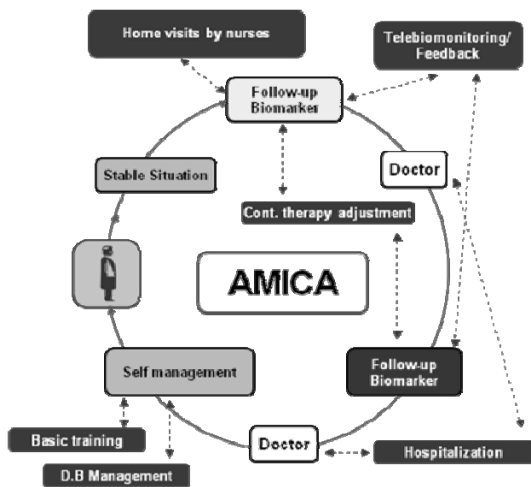 Home visits by nurses
Telebiomonitoring/
Feedback
Follow-up
Biomarker
Doctor
Stable Situation
Cont. therapy adjustment
AMICA
Self management
Follow-up
Biomarker
Basic training
Doctor
Hospitalization
D.B Management